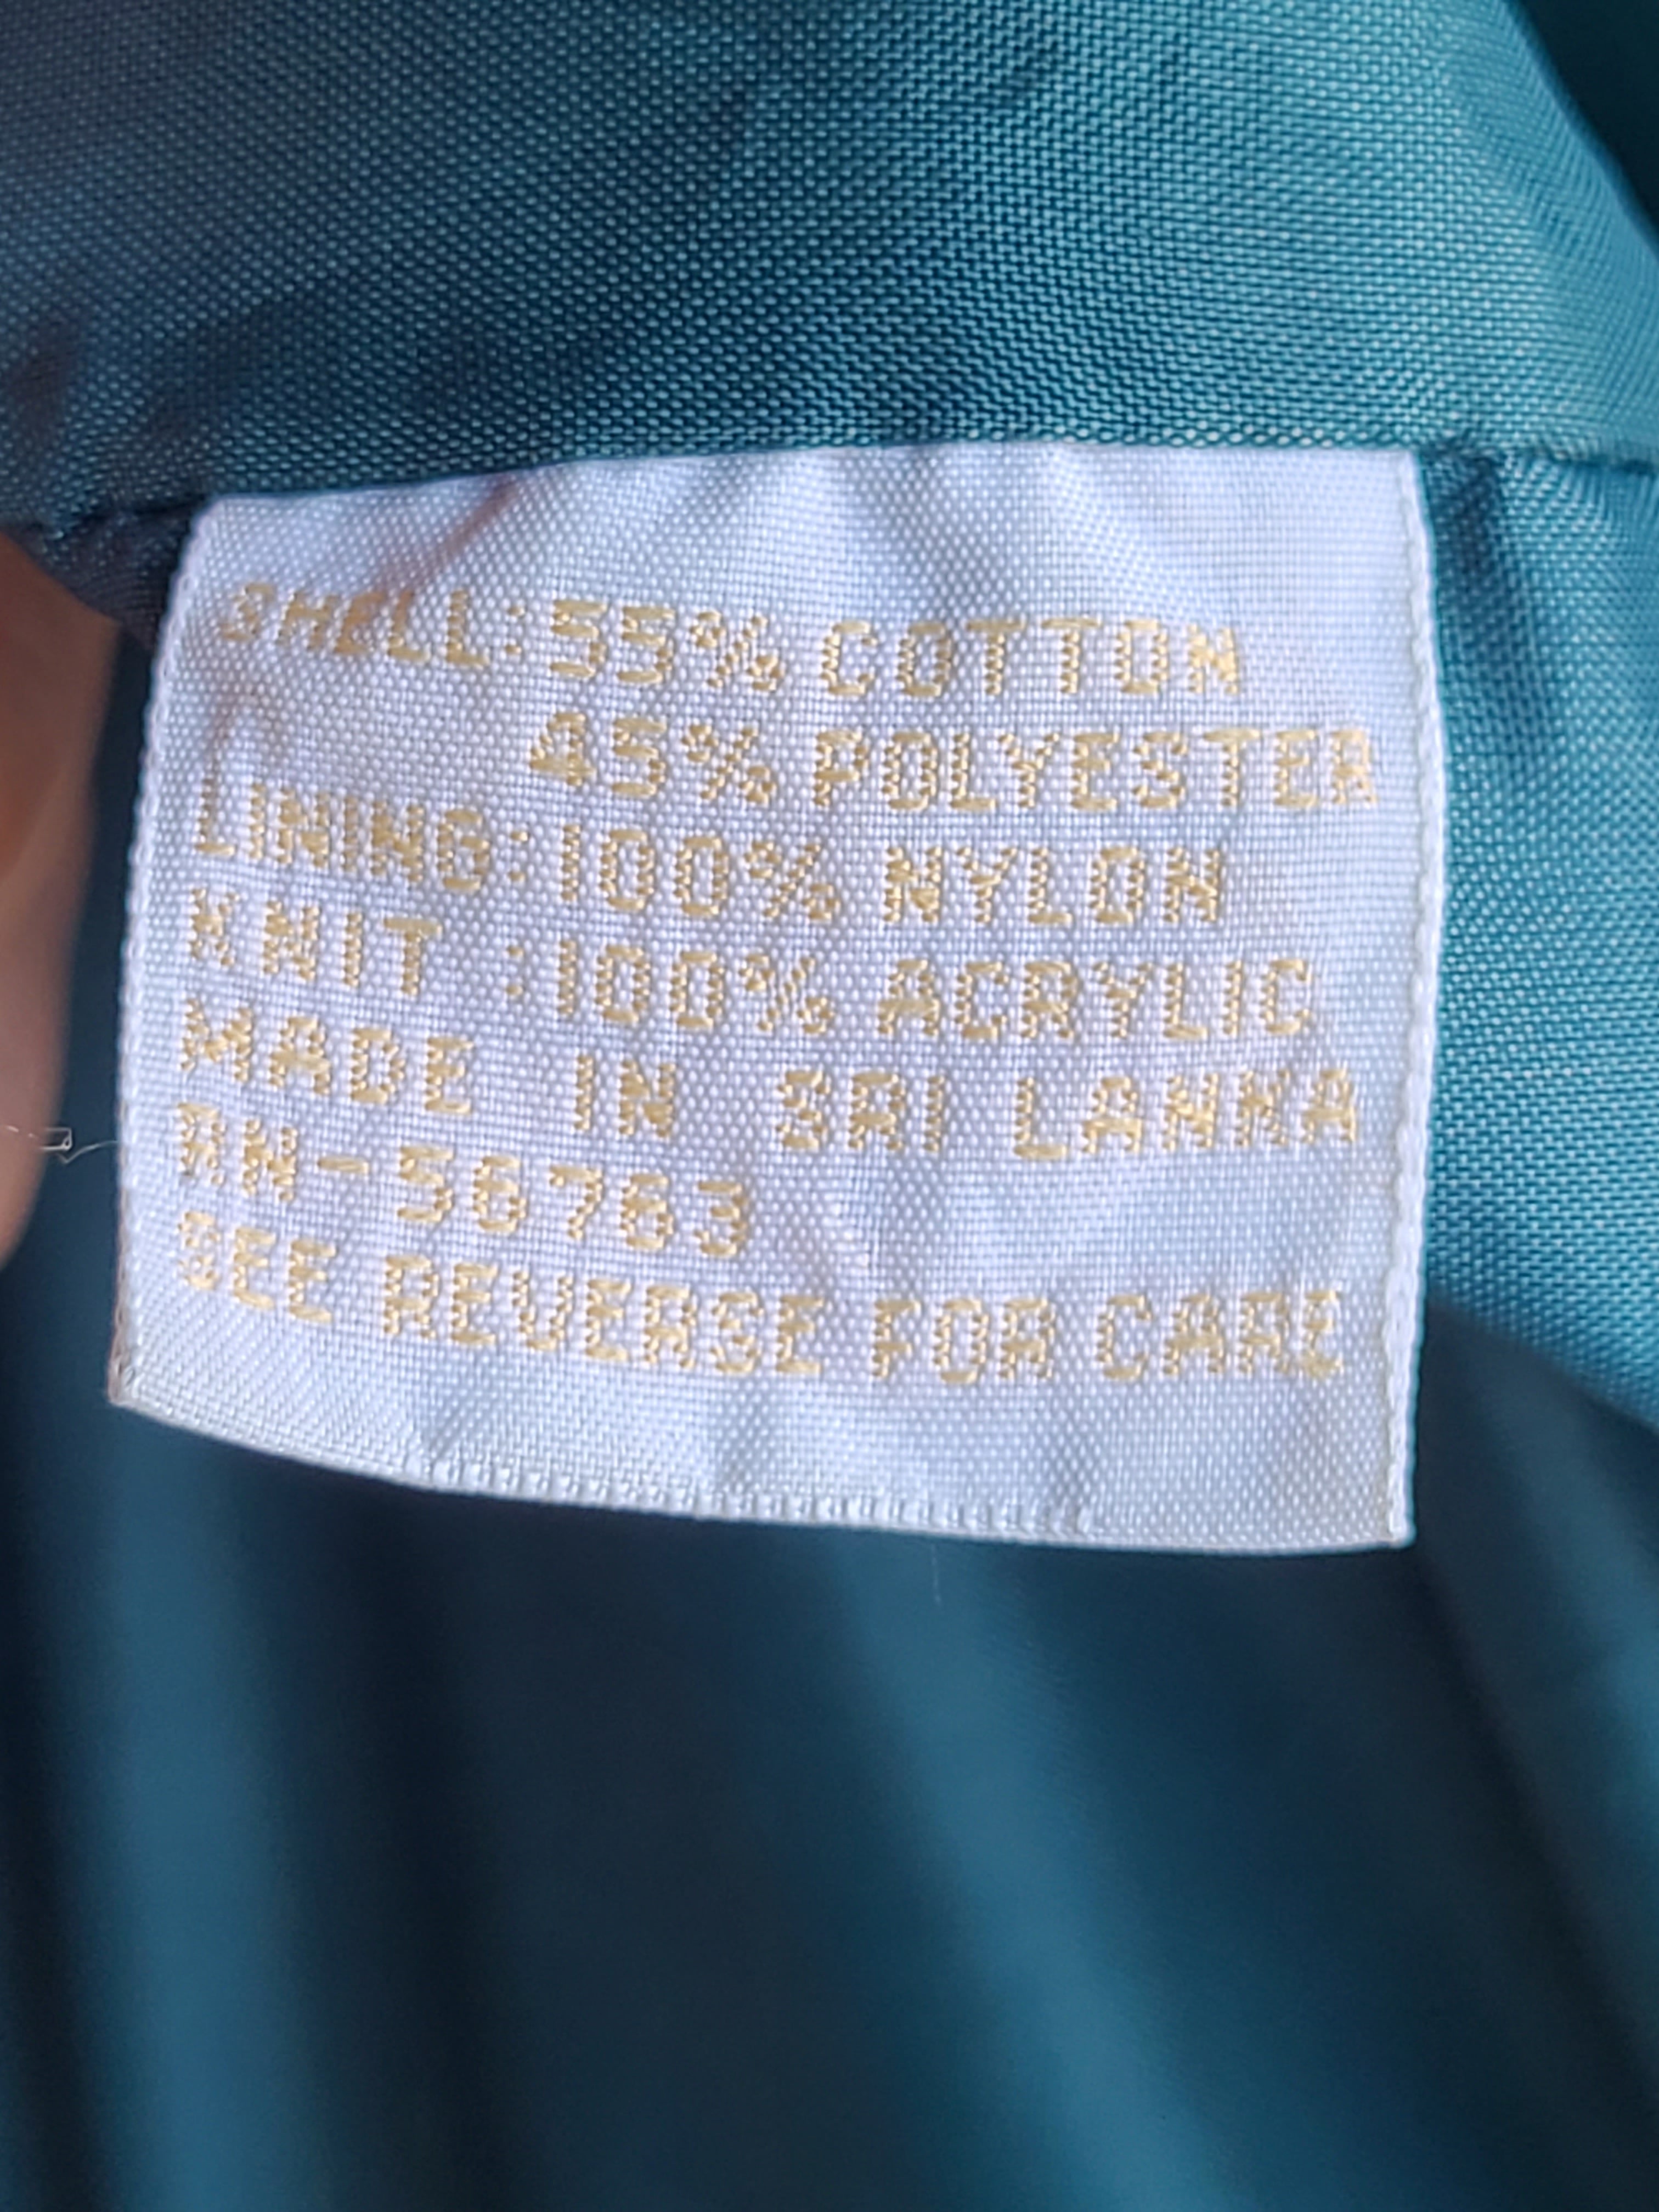 SHELL: 55% COTTON
45% POLYESTER
LINING: 100% NYLON
KNIT : 100% ACRYLIC
MADE IN SRI LANKA
RN-56763
SEE REVERSE FOR CARE